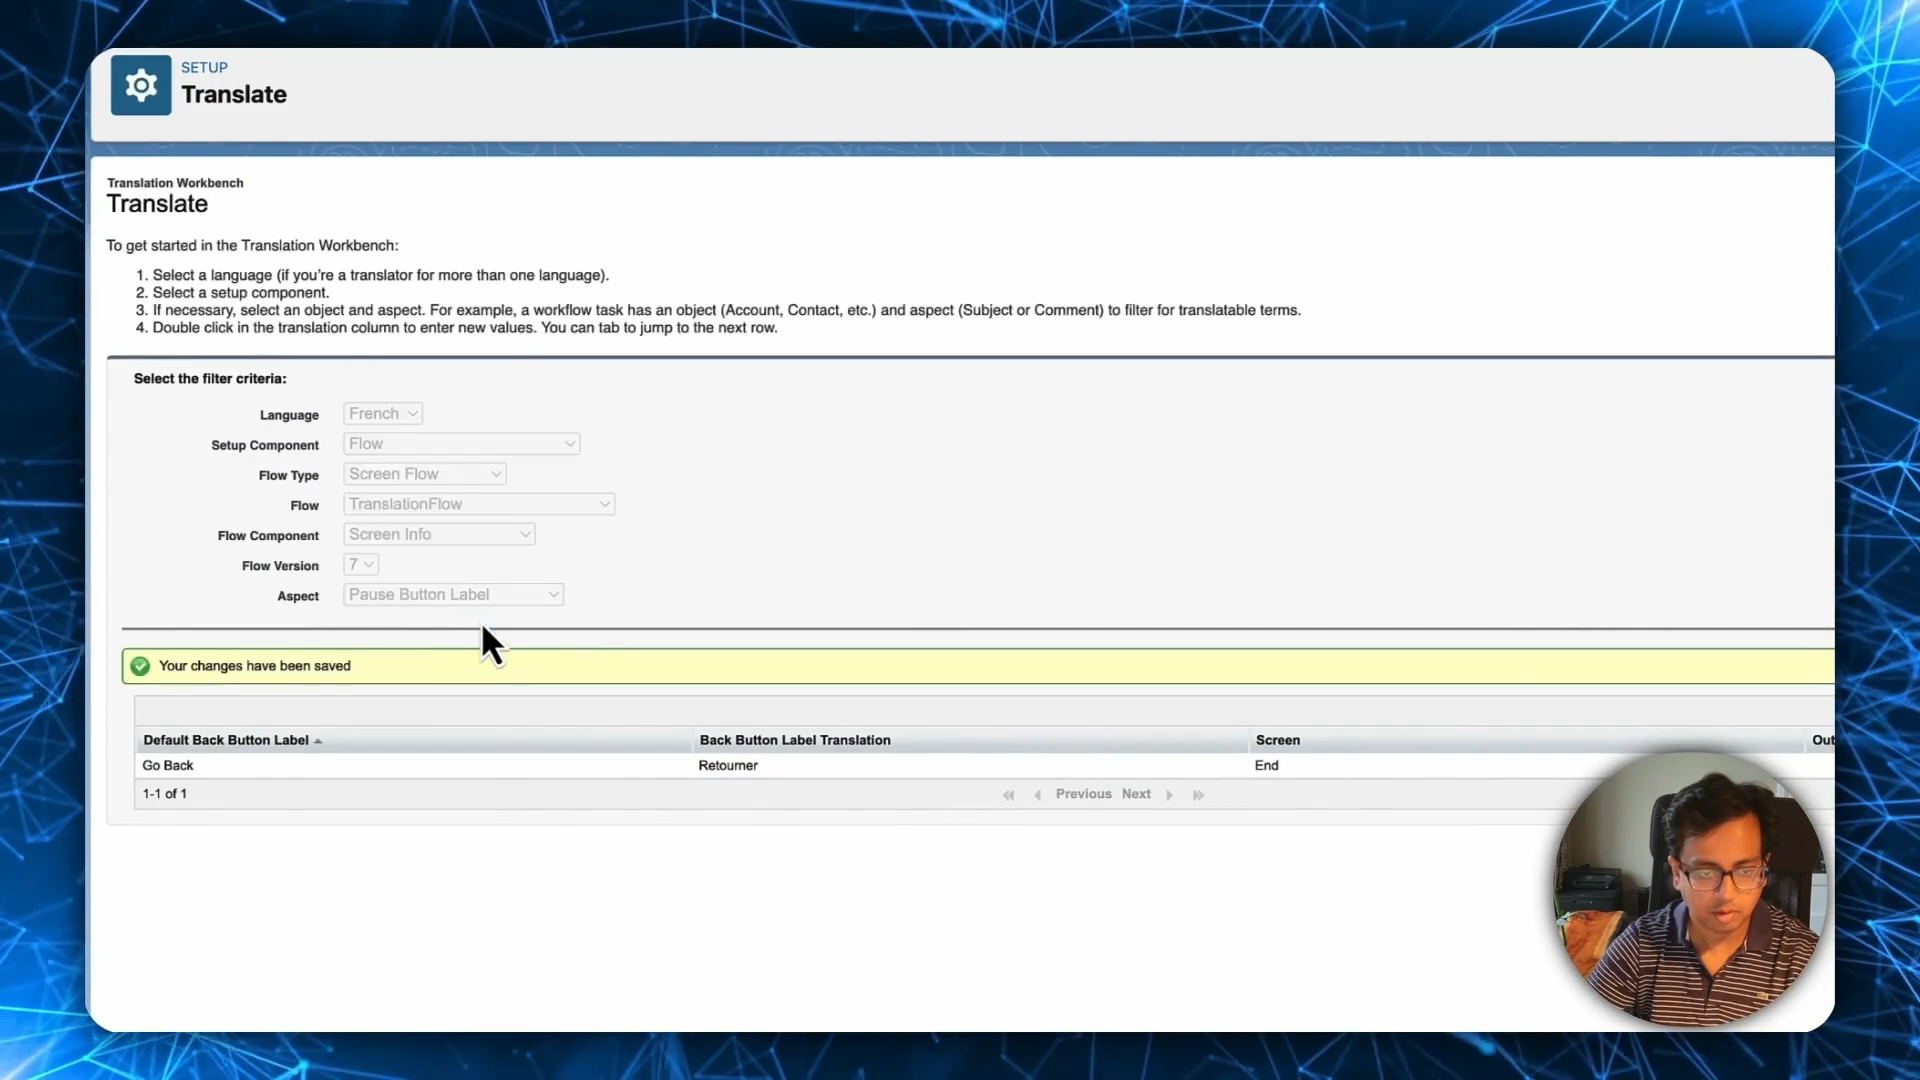 SETUP
Translate
Translation Workbench
Translate
To get started in the Translation Workbench:
1. Select a language (if you're a translator for more than one language).
2. Select a setup component.
3. If necessary, select an object and aspect. For example, a workflow task has an object (Account, Contact, etc.) and aspect (Subject or Comment) to filter for translatable terms.
4. Double click in the translation column to enter new values. You can tab to jump to the next row.
Select the filter criteria:
Language French
Setup Component Flow
Flow Type Screen Flow
Flow TranslationFlow
Flow Component Screen Info
Flow Version 7
Aspect Pause Button Label
Your changes have been saved
Default Back Button Label Back Button Label Translation Screen Out
Go Back Retourner End
1-1 of 1 Previous Next